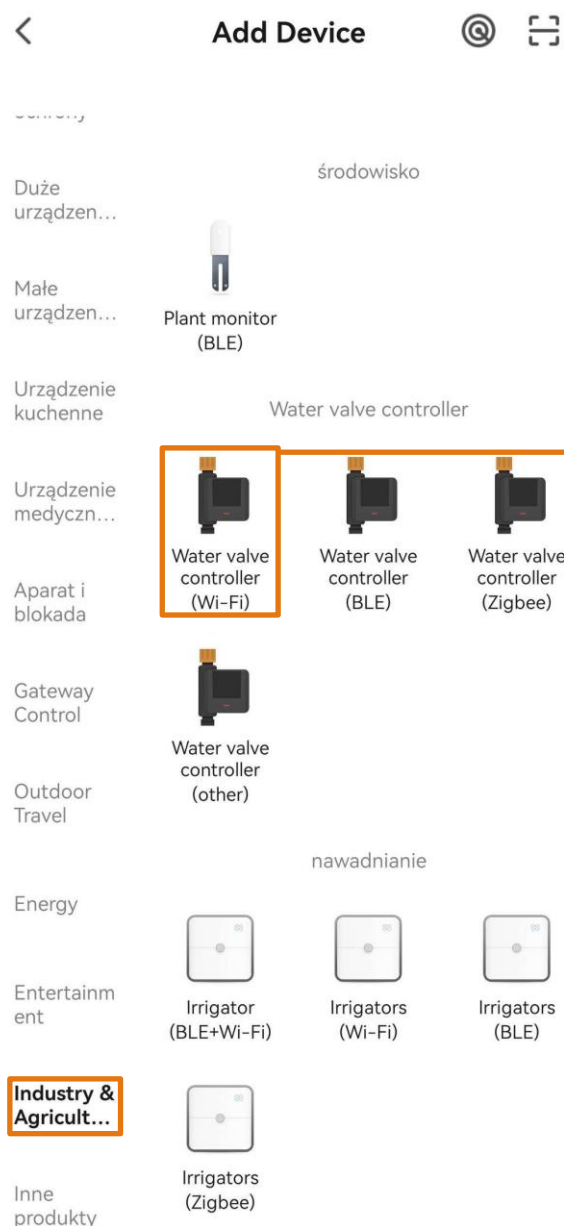 Add Device
Duże
urządzen...
Małe
urządzen...
Urządzenie
kuchenne
Urządzenie
medyczn...
Aparat i
blokada
Gateway
Control
Outdoor
Travel
Energy
Entertainm
ent
Industry &
Agricult...
Inne
produkty
środowisko
Plant monitor
(BLE)
Water valve controller
Water valve
controller
(Wi-Fi)
Water valve
controller
(BLE)
Water valve
controller
(Zigbee)
Water valve
controller
(other)
nawadnianie
Irrigator
(BLE+Wi-Fi)
Irrigators
(Wi-Fi)
Irrigators
(BLE)
Irrigators
(Zigbee)